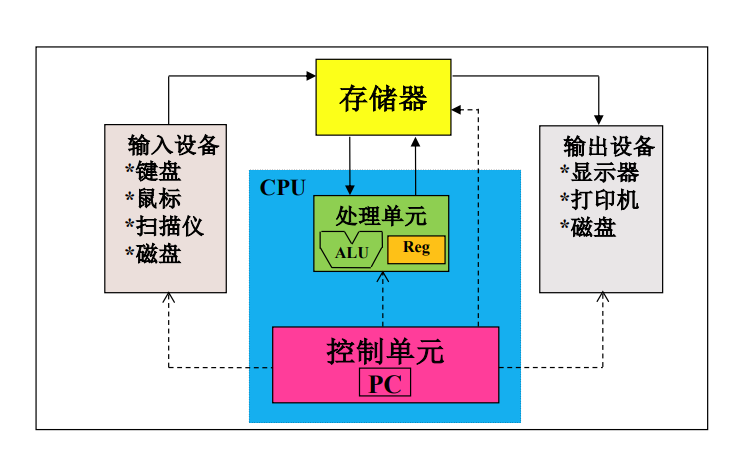 存储器
输入设备
*键盘
*鼠标
*扫描仪
*磁盘
输出设备
*显示器
*打印机
*磁盘
CPU
处理单元
ALU
Reg
控制单元
PC